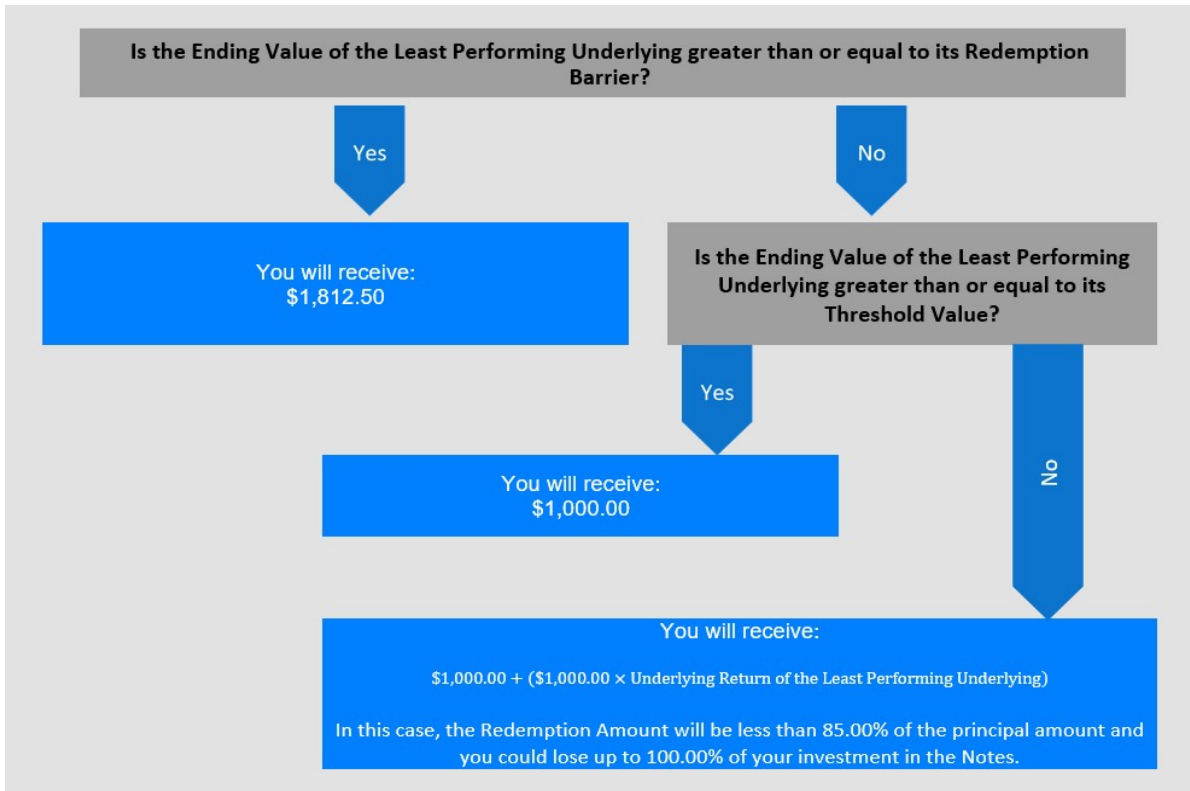 Is the Ending Value of the Least Performing Underlying greater than or equal to its Redemption
Barrier?
Yes
No
You will receive:
$1,812.50
Is the Ending Value of the Least Performing
Underlying greater than or equal to its
Threshold Value?
Yes
No
You will receive:
$1,000.00
You will receive:
$1,000.00 + ($1,000.00 × Underlying Return of the Least Performing Underlying)
In this case, the Redemption Amount will be less than 85.00% of the principal amount and
you could lose up to 100.00% of your investment in the Notes.